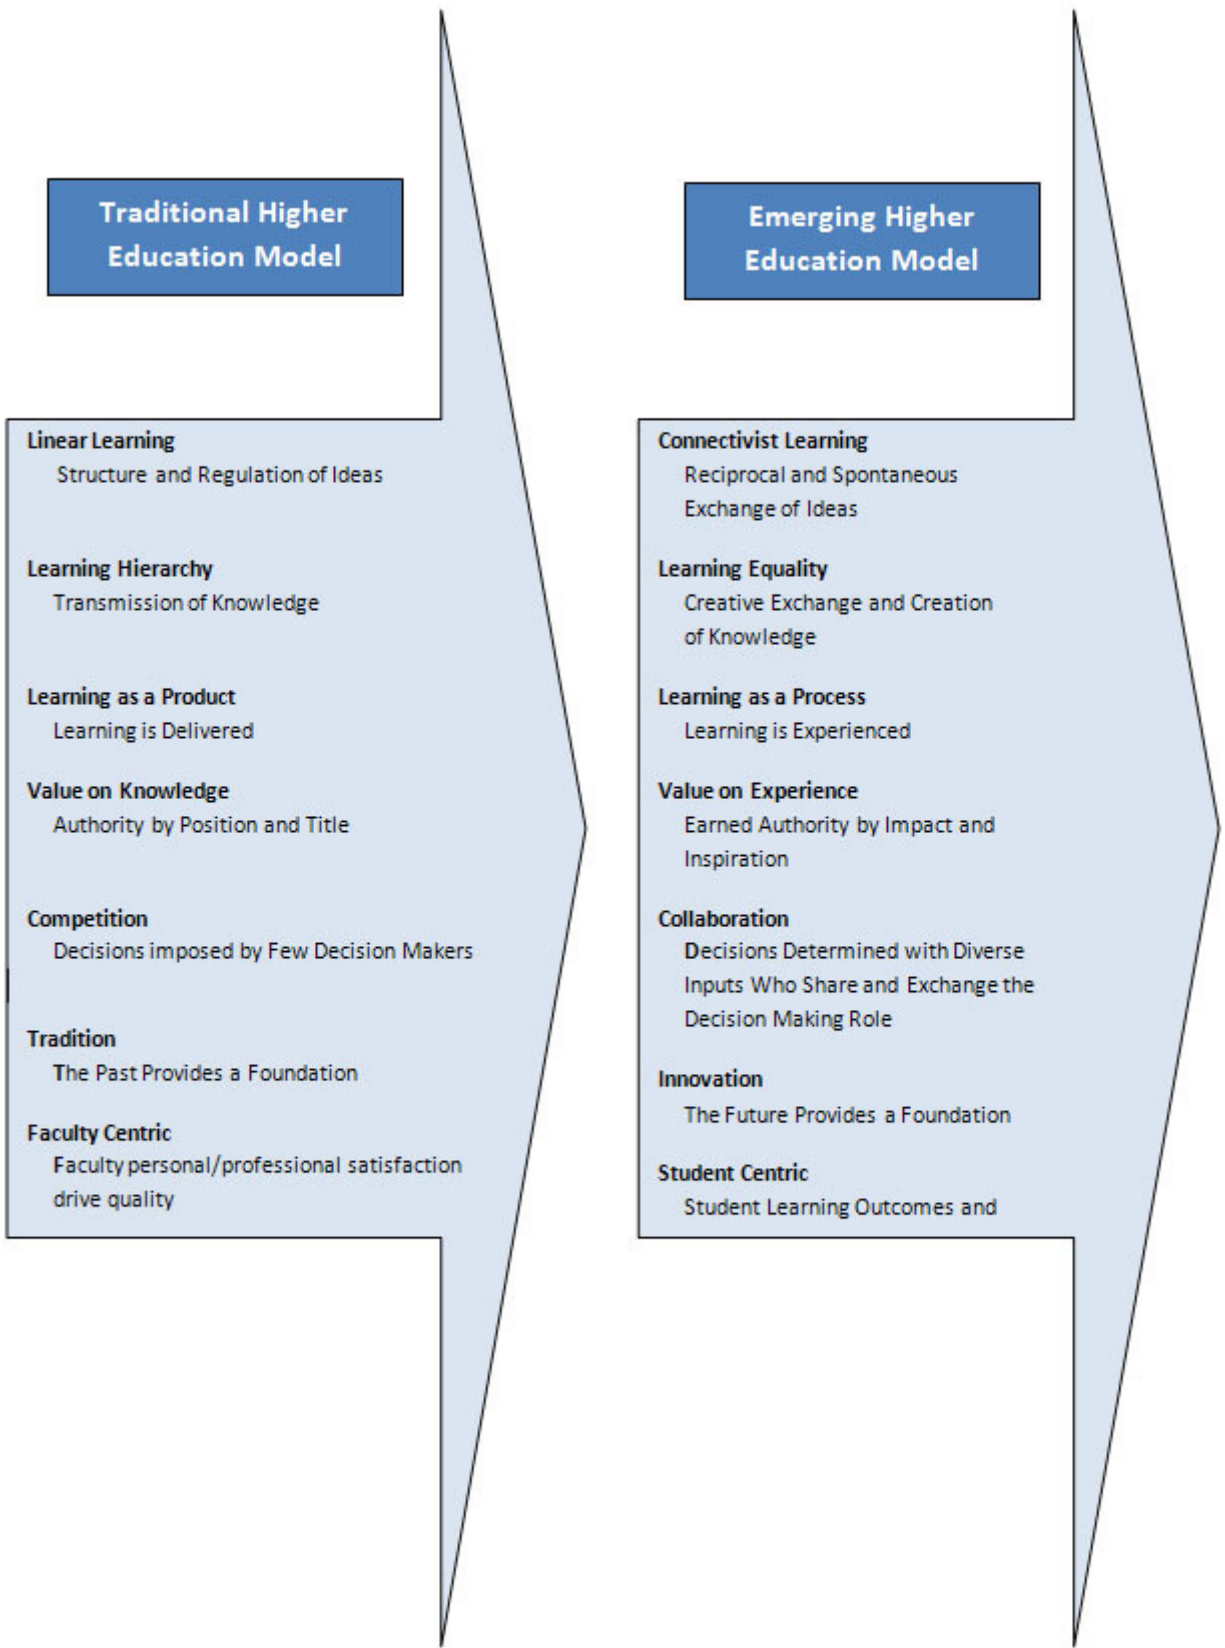 Traditional Higher
Education Model
Linear Learning
Structure and Regulation of Ideas
Learning Hierarchy
Transmission of Knowledge
Learning as a Product
Learning is Delivered
Value on Knowledge
Authority by Position and Title
Competition
Decisions imposed by Few Decision Makers
Tradition
The Past Provides a Foundation
Faculty Centric
Faculty personal/professional satisfaction
drive quality
Emerging Higher
Education Model
Connectivist Learning
Reciprocal and Spontaneous
Exchange of Ideas
Learning Equality
Creative Exchange and Creation
of Knowledge
Learning as a Process
Learning is Experienced
Value on Experience
Earned Authority by Impact and
Inspiration
Collaboration
Decisions Determined with Diverse
Inputs Who Share and Exchange the
Decision Making Role
Innovation
The Future Provides a Foundation
Student Centric
Student Learning Outcomes and